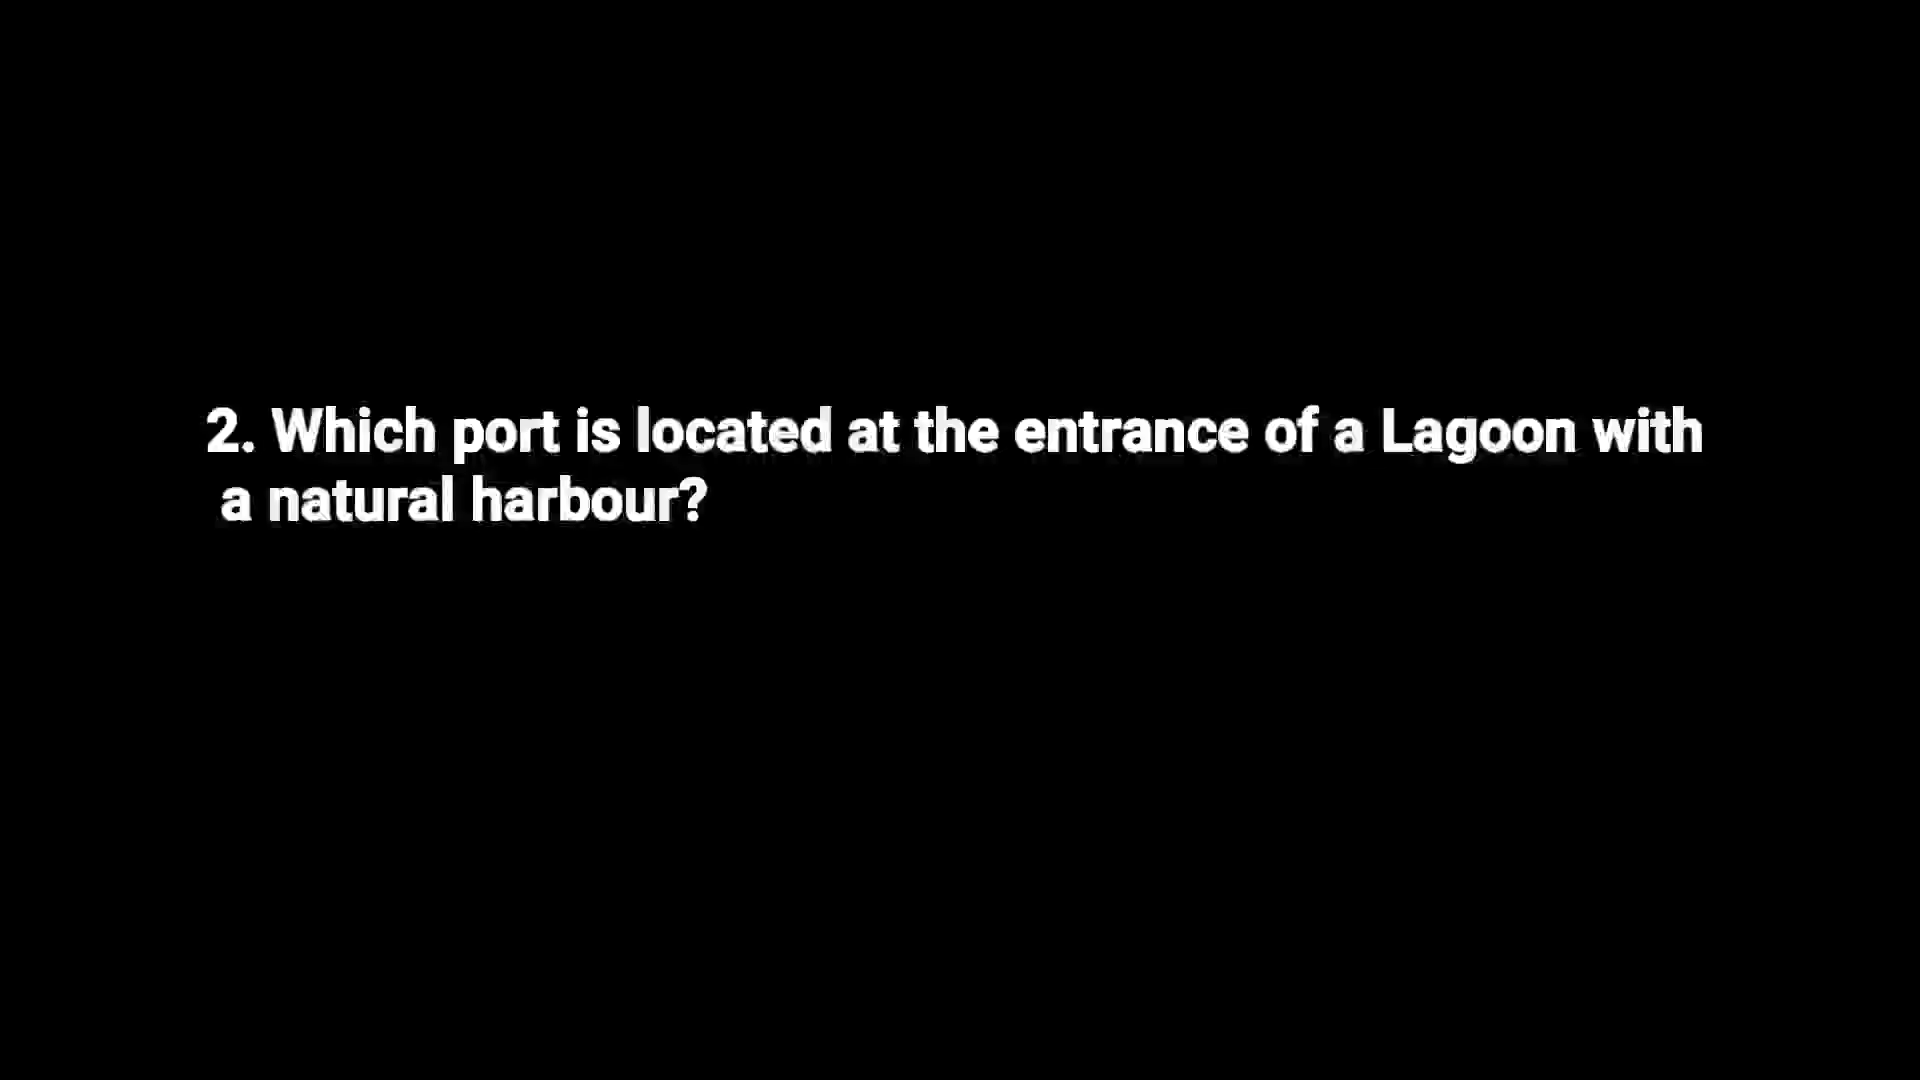 2. Which port is located at the entrance of a Lagoon with
a natural harbour?